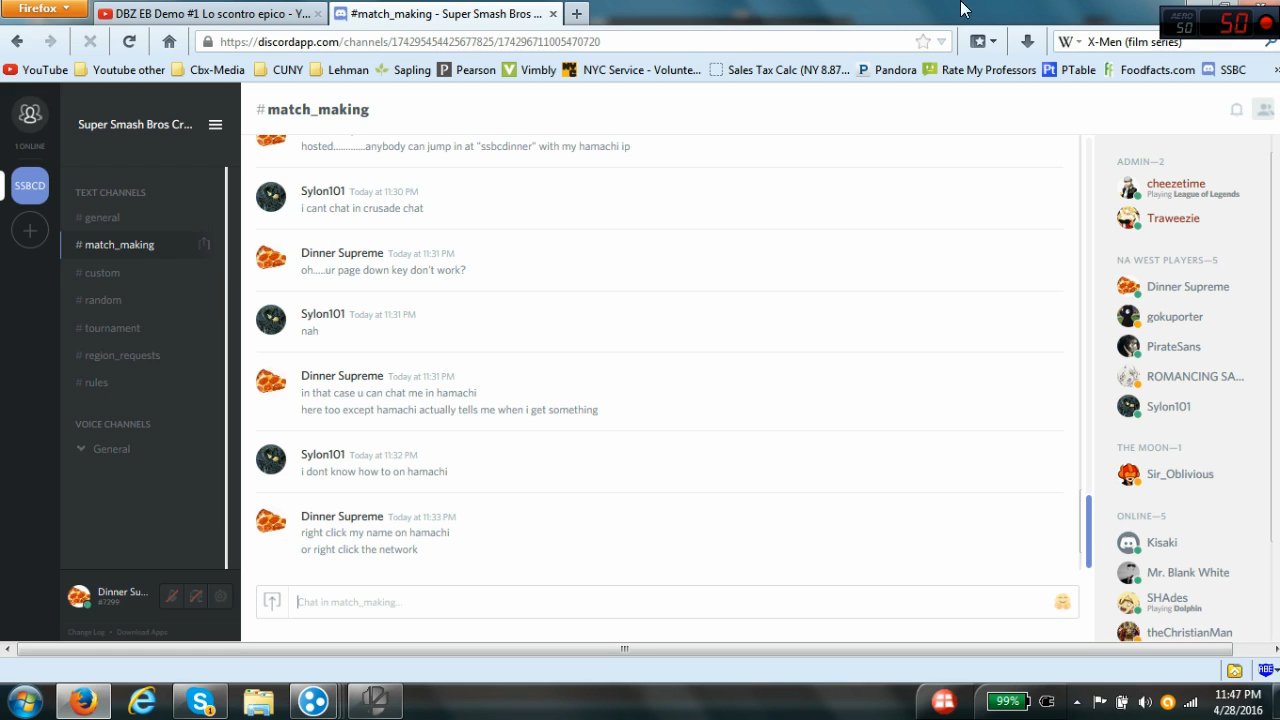 Firefox
DBZ EB Demo #1 Lo scontro epico - Y...
#match_making - Super Smash Bros ...
AERO
50
50
https://discordapp.com/channels/
X-Men (film series)
YouTube
Youtube other
Cbx-Media
CUNY
Lehman
Sapling
Pearson
Vimbly
NYC Service - Volunte...
Sales Tax Calc (NY 8.87...
Pandora
Rate My Professors
PTable
Foodfacts.com
SSBC
1 ONLINE
SSBCD
Super Smash Bros Cr...
TEXT CHANNELS
# general
# match_making
# custom
# random
# tournament
# region_requests
# rules
VOICE CHANNELS
General
Dinner Su...
#7399
Change Log • Download Apps
#match_making
hosted.............anybody can jump in at "ssbcdinner" with my hamachi ip
Sylon101 Today at 11:30 PM
i cant chat in crusade chat
Dinner Supreme Today at 11:31 PM
oh.....ur page down key don't work?
Sylon101 Today at 11:31 PM
nah
Dinner Supreme Today at 11:31 PM
in that case u can chat me in hamachi
here too except hamachi actually tells me when i get something
Sylon101 Today at 11:32 PM
i dont know how to on hamachi
Dinner Supreme Today at 11:33 PM
right click my name on hamachi
or right click the network
Chat in match_making...
ADMIN—2
cheezetime
Playing League of Legends
Traweezie
NA WEST PLAYERS—5
Dinner Supreme
gokuporter
PirateSans
ROMANCING SA...
Sylon101
THE MOON—1
Sir_Oblivious
ONLINE—5
Kisaki
Mr. Blank White
SHAdes
Playing Dolphin
theChristianMan
99%
11:47 PM
4/28/2016